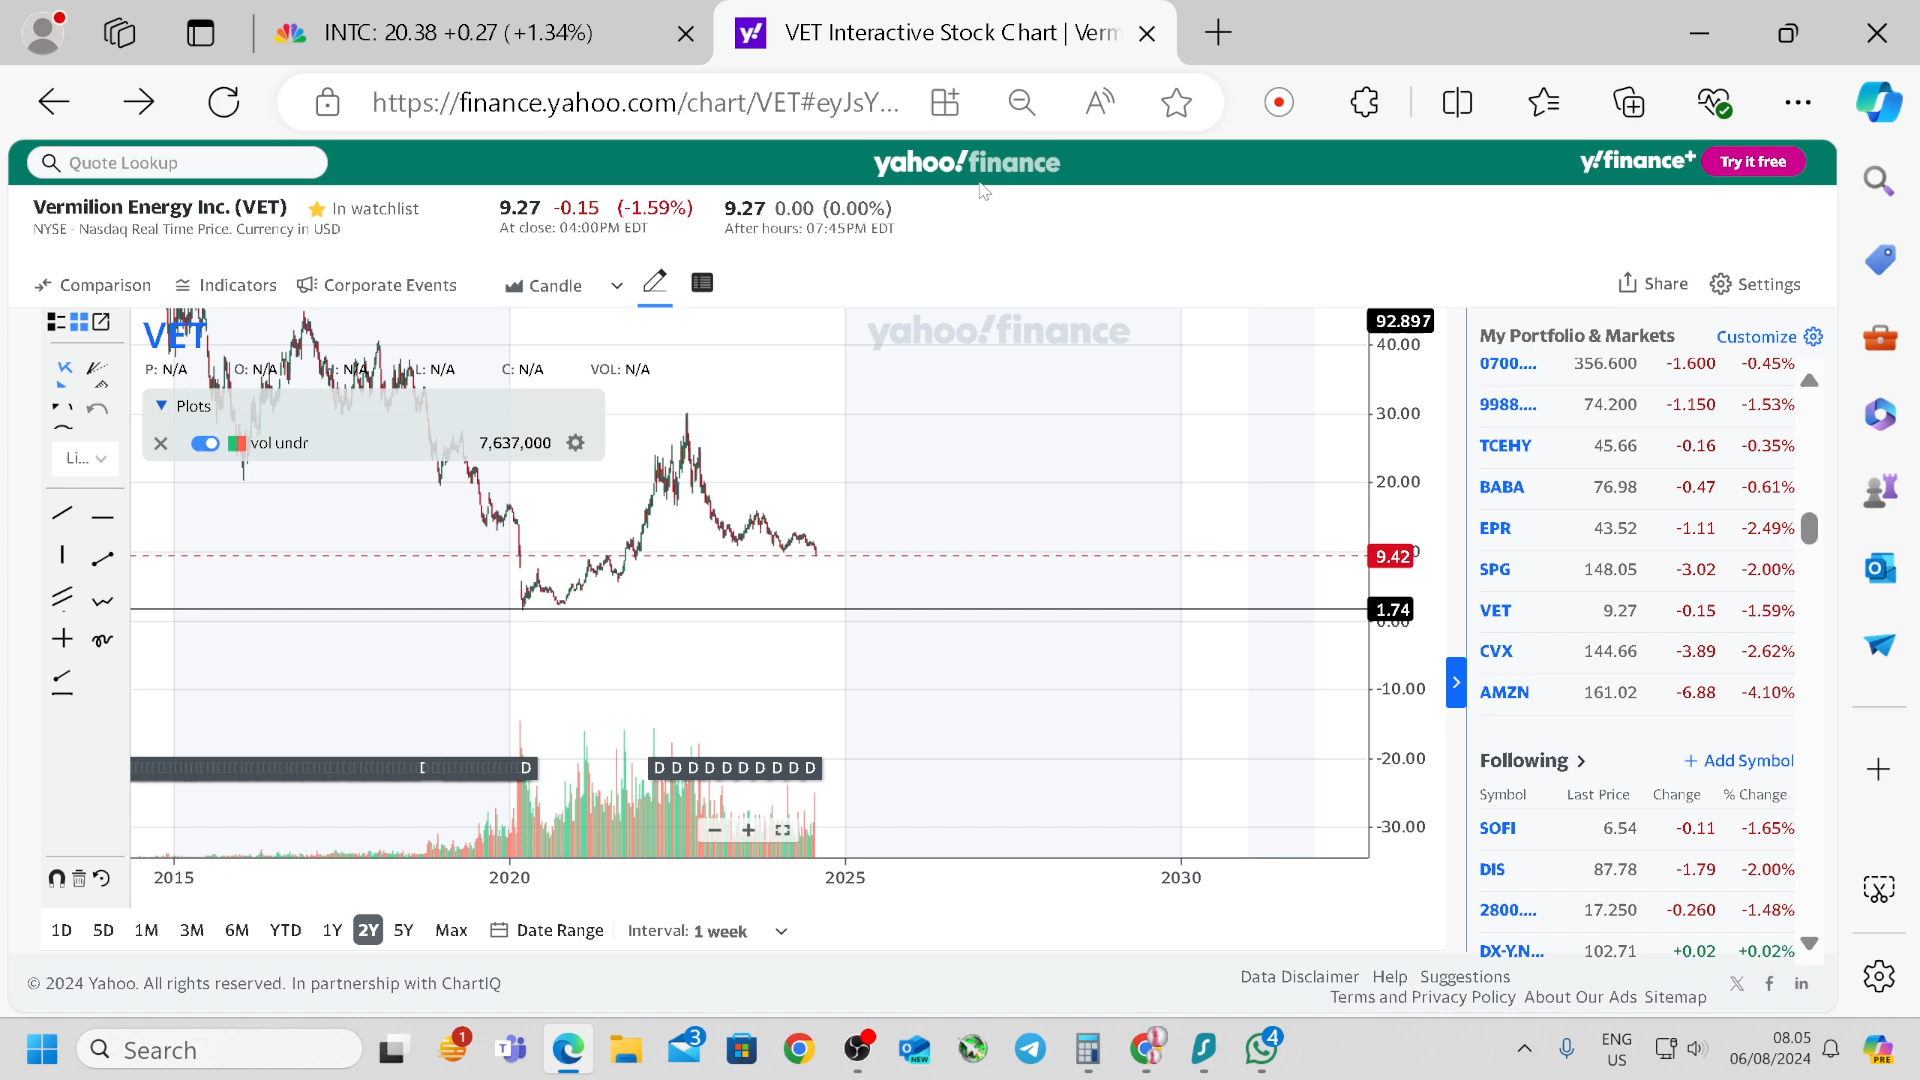 INTC: 20.38 +0.27 (+1.34%)
VET Interactive Stock Chart | Verm
https://finance.yahoo.com/chart/VET#eyJsY...
Quote Lookup
yahoo!finance
y!finance+ Try it free
Vermilion Energy Inc. (VET) In watchlist
NYSE - Nasdaq Real Time Price. Currency in USD
9.27 -0.15 (-1.59%)
At close: 04:00PM EDT
9.27 0.00 (0.00%)
After hours: 07:45PM EDT
Comparison Indicators Corporate Events Candle
Share Settings
VET
yahoo!finance
P: N/A O: N/A H: N/A L: N/A C: N/A VOL: N/A
Plots
vol undr 7,637,000
Li...
92.897
40.00
30.00
20.00
9.42
1.74
0.00
-10.00
-20.00
-30.00
D D D D D D D D D D D
2015 2020 2025 2030
1D 5D 1M 3M 6M YTD 1Y 2Y 5Y Max Date Range Interval: 1 week
My Portfolio & Markets Customize
0700.... 356.600 -1.600 -0.45%
9988.... 74.200 -1.150 -1.53%
TCEHY 45.66 -0.16 -0.35%
BABA 76.98 -0.47 -0.61%
EPR 43.52 -1.11 -2.49%
SPG 148.05 -3.02 -2.00%
VET 9.27 -0.15 -1.59%
CVX 144.66 -3.89 -2.62%
AMZN 161.02 -6.88 -4.10%
Following > + Add Symbol
Symbol Last Price Change % Change
SOFI 6.54 -0.11 -1.65%
DIS 87.78 -1.79 -2.00%
2800.... 17.250 -0.260 -1.48%
DX-Y.N... 102.71 +0.02 +0.02%
© 2024 Yahoo. All rights reserved. In partnership with ChartIQ
Data Disclaimer Help Suggestions
Terms and Privacy Policy About Our Ads Sitemap
Search
1
3
NEW
4
ENG
US
08.05
06/08/2024
PRE